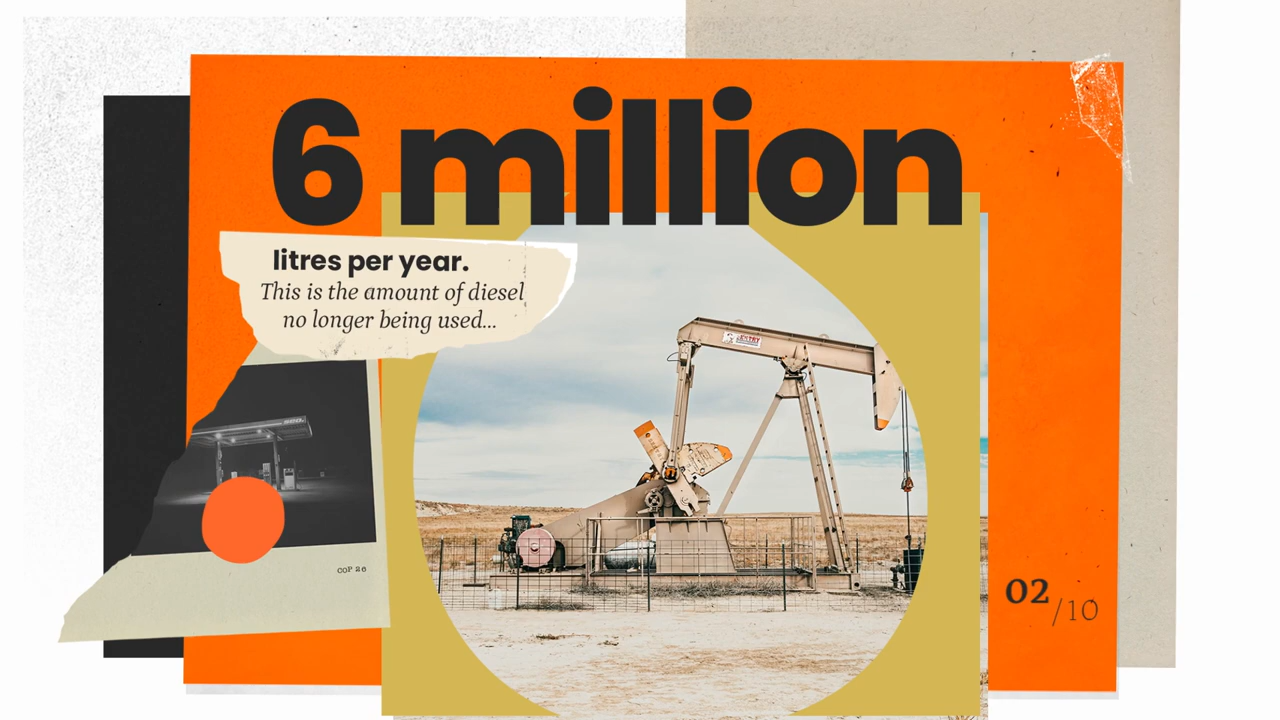 6 million
litres per year.
This is the amount of diesel
no longer being used...
COP 26
02/10